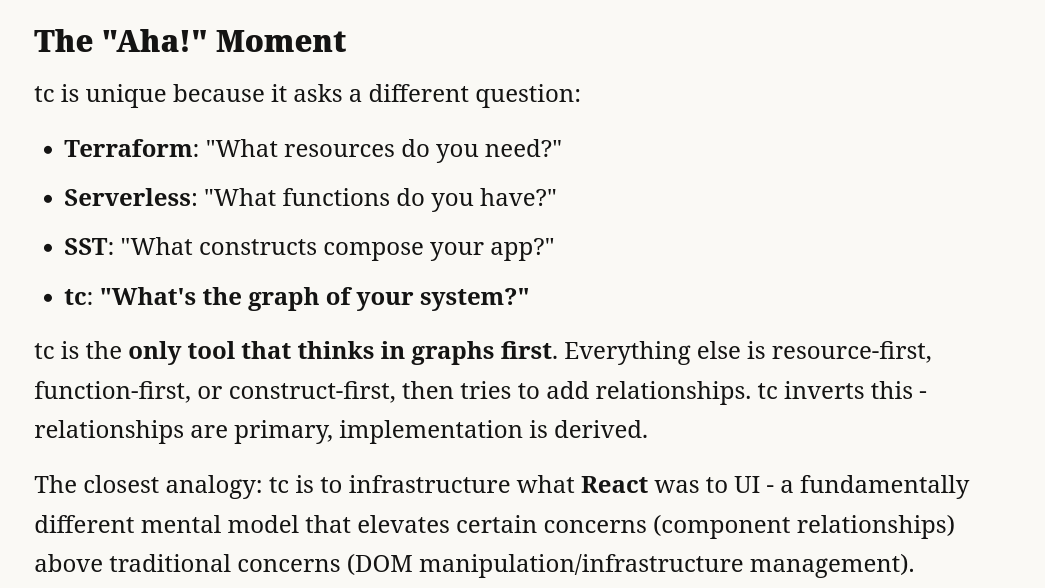 The "Aha!" Moment
tc is unique because it asks a different question:
• Terraform: "What resources do you need?"
• Serverless: "What functions do you have?"
• SST: "What constructs compose your app?"
• tc: "What's the graph of your system?"
tc is the only tool that thinks in graphs first. Everything else is resource-first,
function-first, or construct-first, then tries to add relationships. tc inverts this -
relationships are primary, implementation is derived.
The closest analogy: tc is to infrastructure what React was to UI - a fundamentally
different mental model that elevates certain concerns (component relationships)
above traditional concerns (DOM manipulation/infrastructure management).